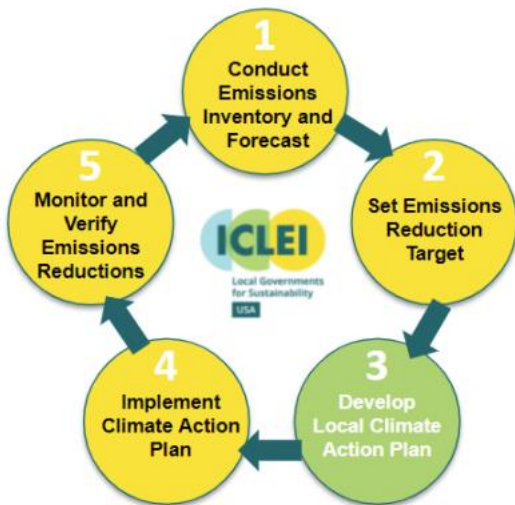 1
Conduct
Emissions
Inventory and
Forecast
2
Set Emissions
Reduction
Target
3
Develop
Local Climate
Action Plan
4
Implement
Climate Action
Plan
5
Monitor and
Verify
Emissions
Reductions
ICLEI
Local Governments
for Sustainability
USA